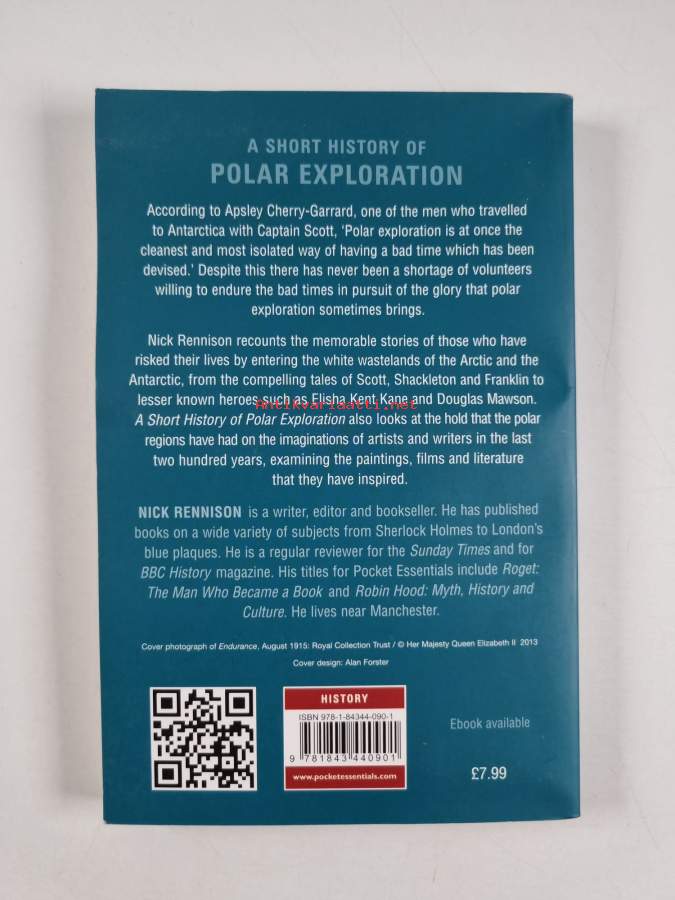 A SHORT HISTORY OF
POLAR EXPLORATION
According to Apsley Cherry-Garrard, one of the men who travelled
to Antarctica with Captain Scott, ‘Polar exploration is at once the
cleanest and most isolated way of having a bad time which has been
devised.’ Despite this there has never been a shortage of volunteers
willing to endure the bad times in pursuit of the glory that polar
exploration sometimes brings.
Nick Rennison recounts the memorable stories of those who have
risked their lives by entering the white wastelands of the Arctic and the
Antarctic, from the compelling tales of Scott, Shackleton and Franklin to
lesser known heroes such as Elisha Kent Kane and Douglas Mawson.
Antikvariaatti.net
A Short History of Polar Exploration also looks at the hold that the polar
regions have had on the imaginations of artists and writers in the last
two hundred years, examining the paintings, films and literature
that they have inspired.
NICK RENNISON is a writer, editor and bookseller. He has published
books on a wide variety of subjects from Sherlock Holmes to London’s
blue plaques. He is a regular reviewer for the Sunday Times and for
BBC History magazine. His titles for Pocket Essentials include Roget:
The Man Who Became a Book and Robin Hood: Myth, History and
Culture. He lives near Manchester.
Cover photograph of Endurance, August 1915: Royal Collection Trust / © Her Majesty Queen Elizabeth II 2013
Cover design: Alan Forster
HISTORY
ISBN 978-1-84344-090-1
9 781843 440901
www.pocketessentials.com
Ebook available
£7.99